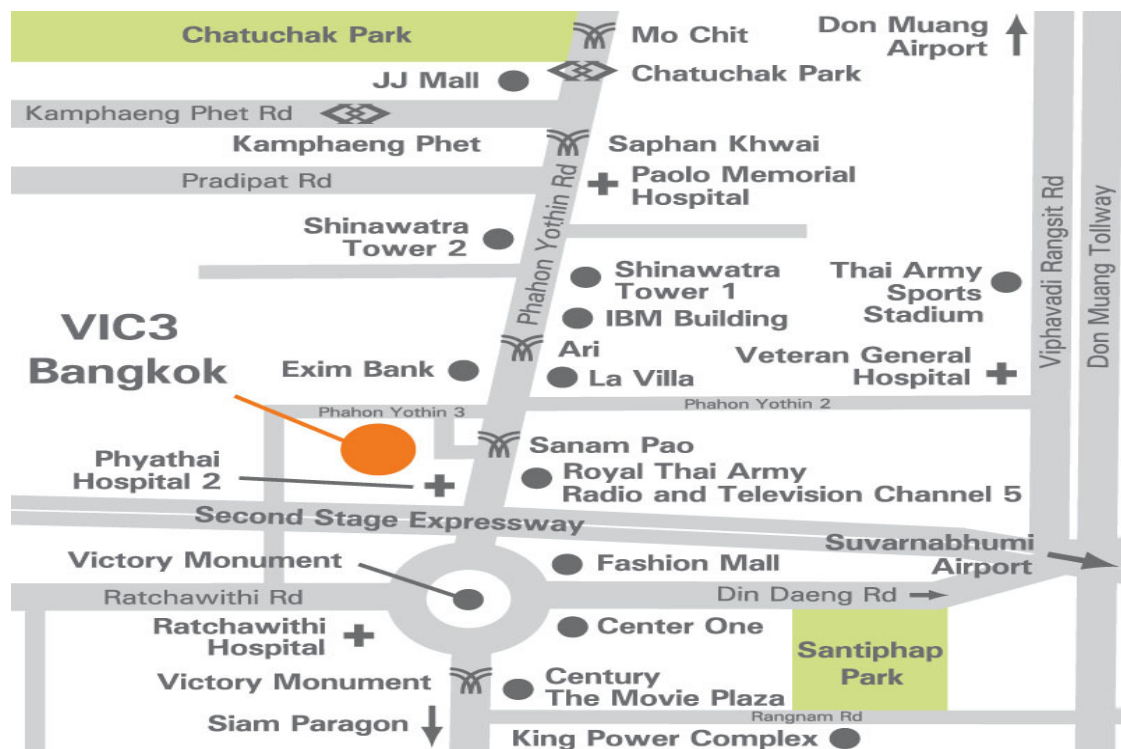 Chatuchak Park
Mo Chit
Don Muang
Airport
JJ Mall
Chatuchak Park
Kamphaeng Phet Rd
Kamphaeng Phet
Saphan Khwai
Pradipat Rd
Paolo Memorial
Hospital
Phahon Yothin Rd
Viphavadi Rangsit Rd
Don Muang Tollway
Shinawatra
Tower 2
Shinawatra
Tower 1
Thai Army
Sports
Stadium
IBM Building
VIC3
Bangkok
Ari
Exim Bank
La Villa
Veteran General
Hospital
Phahon Yothin 3
Phahon Yothin 2
Sanam Pao
Phyathai
Hospital 2
Royal Thai Army
Radio and Television Channel 5
Second Stage Expressway
Suvarnabhumi
Airport
Victory Monument
Fashion Mall
Ratchawithi Rd
Din Daeng Rd
Ratchawithi
Hospital
Center One
Santiphap
Park
Victory Monument
Century
The Movie Plaza
Siam Paragon
Rangnam Rd
King Power Complex